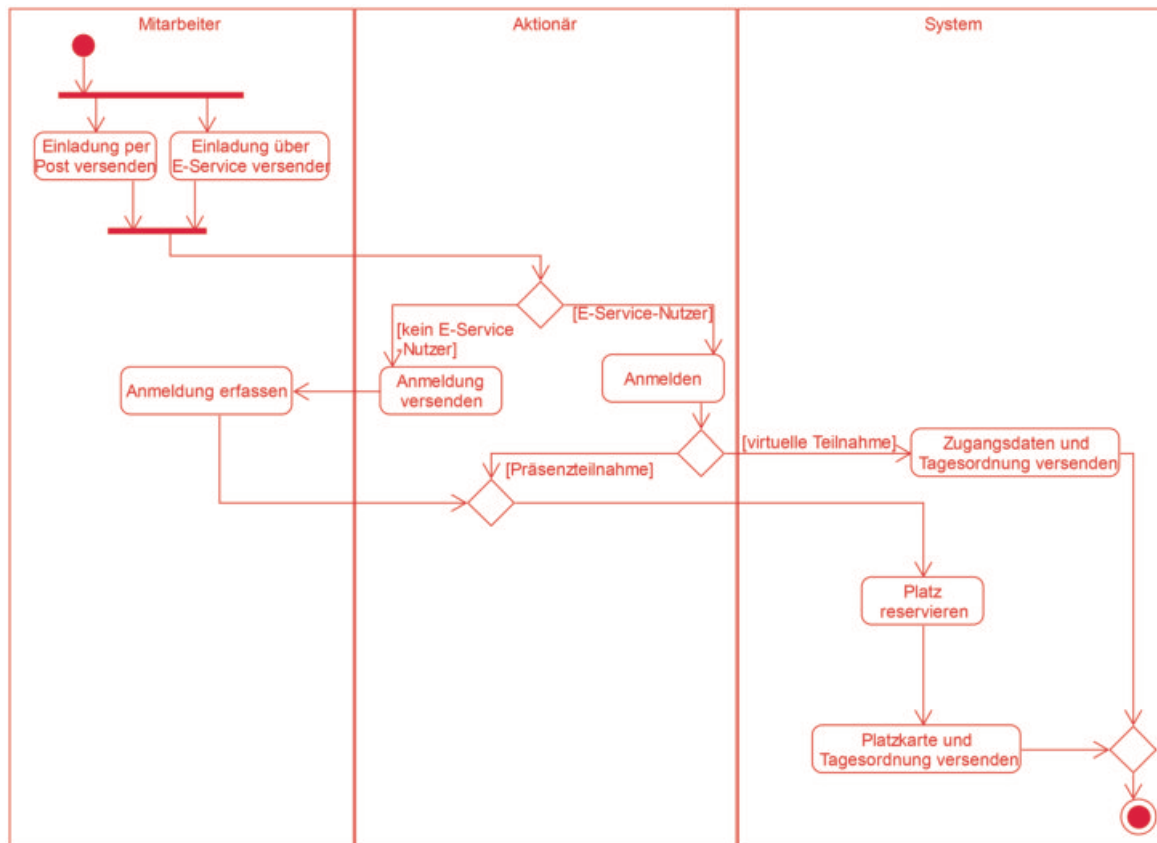 Mitarbeiter
Aktionär
System
Einladung per
Post versenden
Einladung über
E-Service versender
[E-Service-Nutzer]
[kein E-Service
-Nutzer]
Anmeldung erfassen
Anmeldung
versenden
Anmelden
[virtuelle Teilnahme]
Zugangsdaten und
Tagesordnung versenden
[Präsenzteilnahme]
Platz
reservieren
Platzkarte und
Tagesordnung versenden